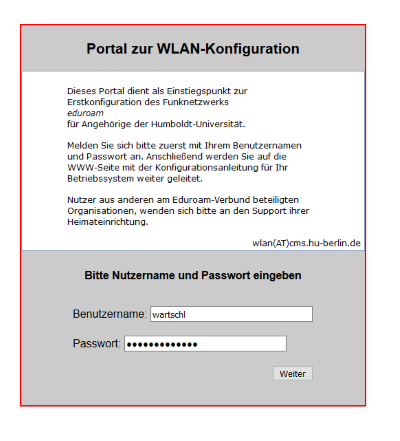 Portal zur WLAN-Konfiguration
Dieses Portal dient als Einstiegspunkt zur
Erstkonfiguration des Funknetzwerks
eduroam
für Angehörige der Humboldt-Universität.
Melden Sie sich bitte zuerst mit Ihrem Benutzernamen
und Passwort an. Anschließend werden Sie auf die
WWW-Seite mit der Konfigurationsanleitung für Ihr
Betriebssystem weiter geleitet.
Nutzer aus anderen am Eduroam-Verbund beteiligten
Organisationen, wenden sich bitte an den Support ihrer
Heimateinrichtung.
wlan(AT)cms.hu-berlin.de
Bitte Nutzername und Passwort eingeben
Benutzername: wartschl
Passwort: •••••••••••••
Weiter